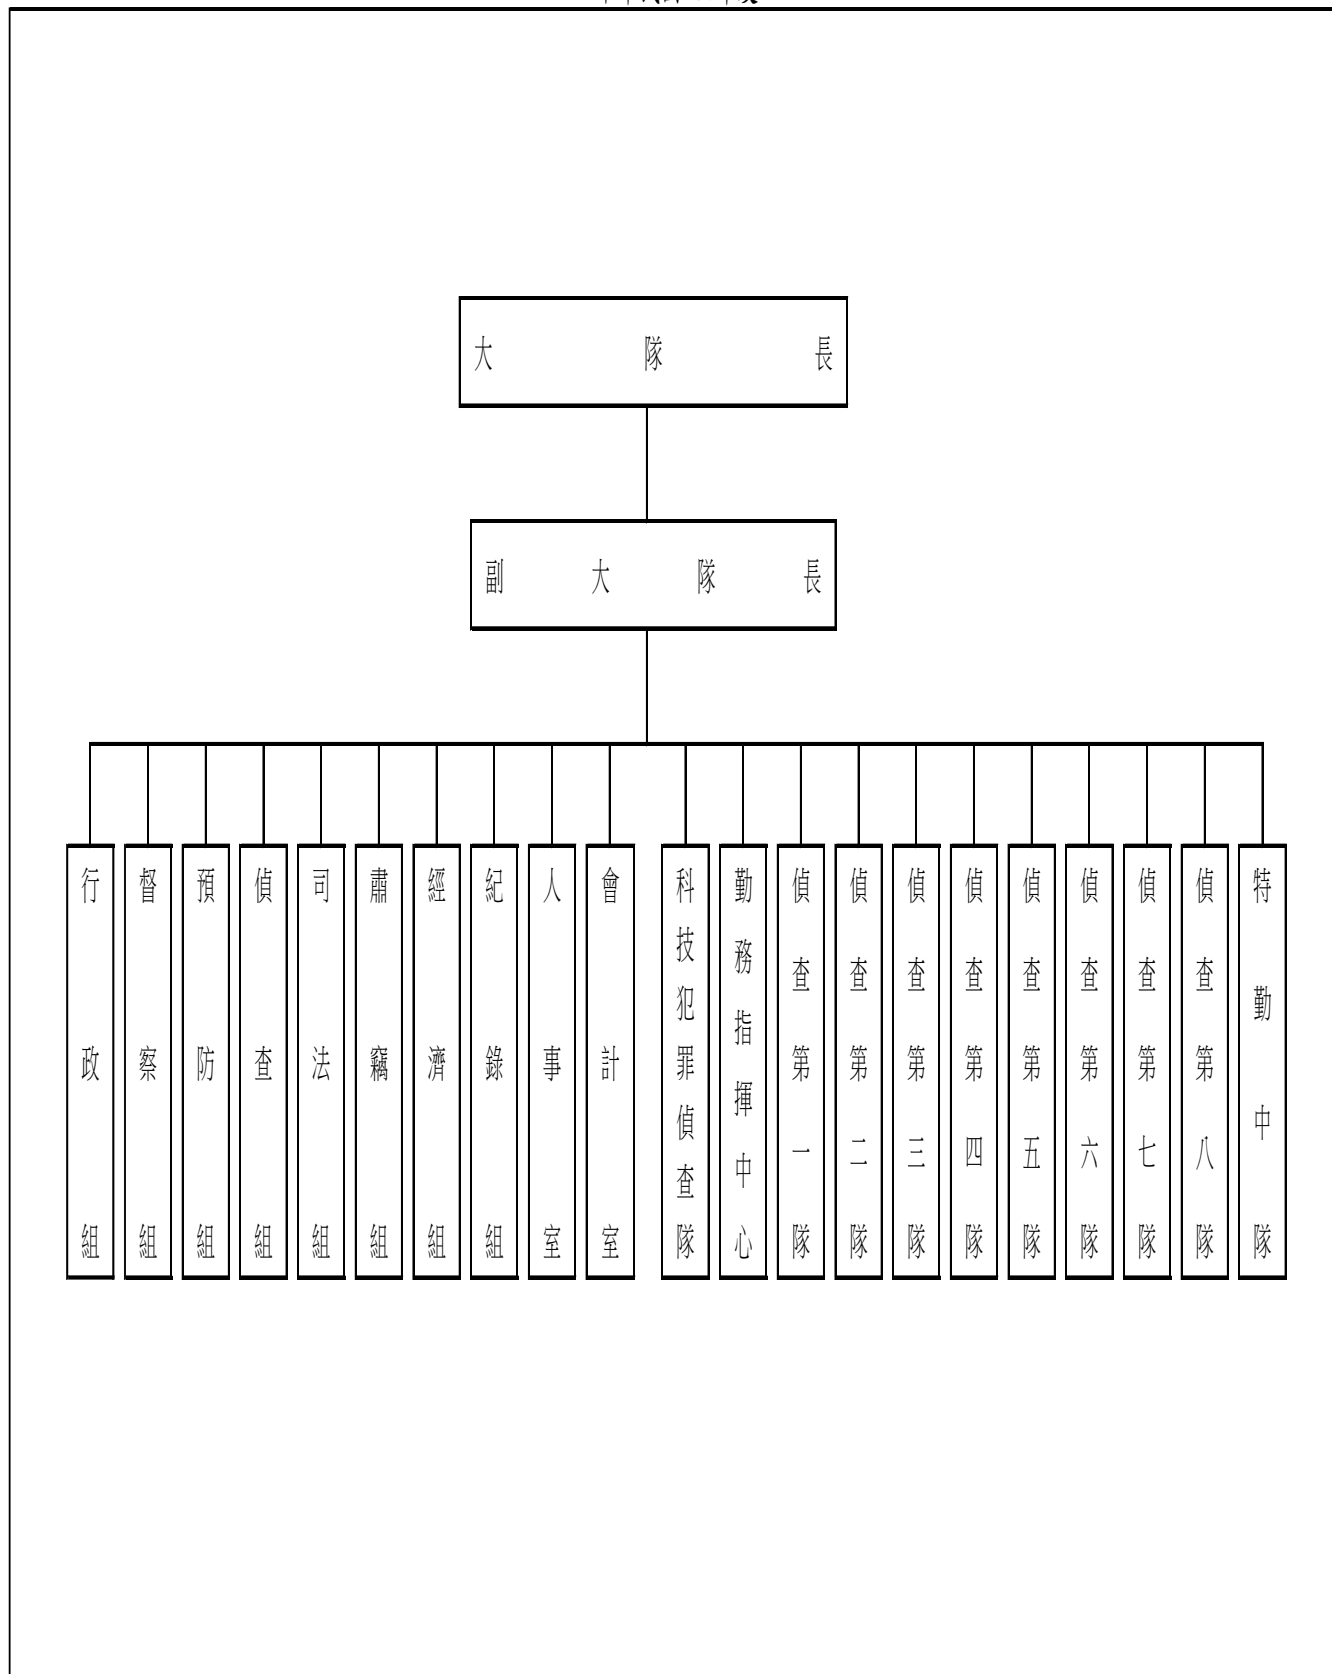 大隊長
副大隊長
行政組
督察組
預防組
偵查組
司法組
肅竊組
經濟組
紀錄組
人事室
會計室
科技犯罪偵查隊
勤務指揮中心
偵查第一隊
偵查第二隊
偵查第三隊
偵查第四隊
偵查第五隊
偵查第六隊
偵查第七隊
偵查第八隊
特勤中隊